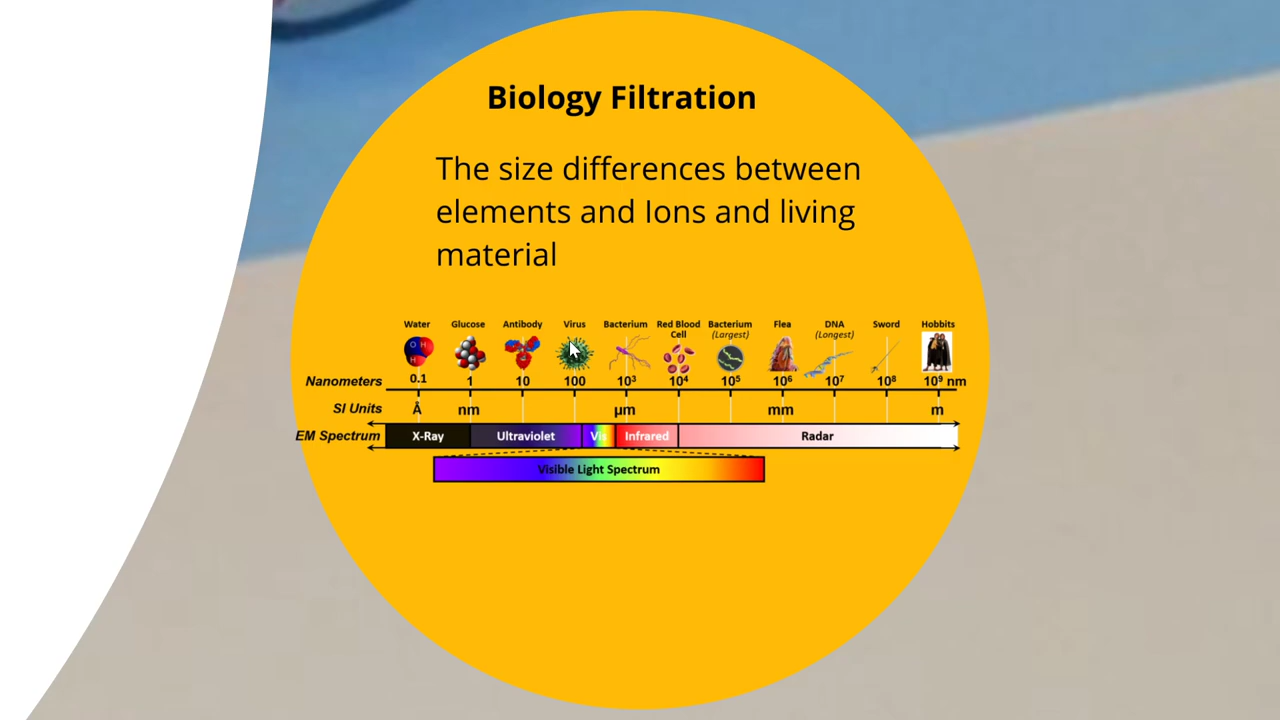 Biology Filtration
The size differences between
elements and Ions and living
material
Water Glucose Antibody Virus Bacterium Red Blood Cell Bacterium (Largest) Flea DNA (Longest) Sword Hobbits
O H H
Nanometers 0.1 1 10 100 10³ 10⁴ 10⁵ 10⁶ 10⁷ 10⁸ 10⁹ nm
SI Units Å nm µm mm m
EM Spectrum X-Ray Ultraviolet Vis Infrared Radar
Visible Light Spectrum